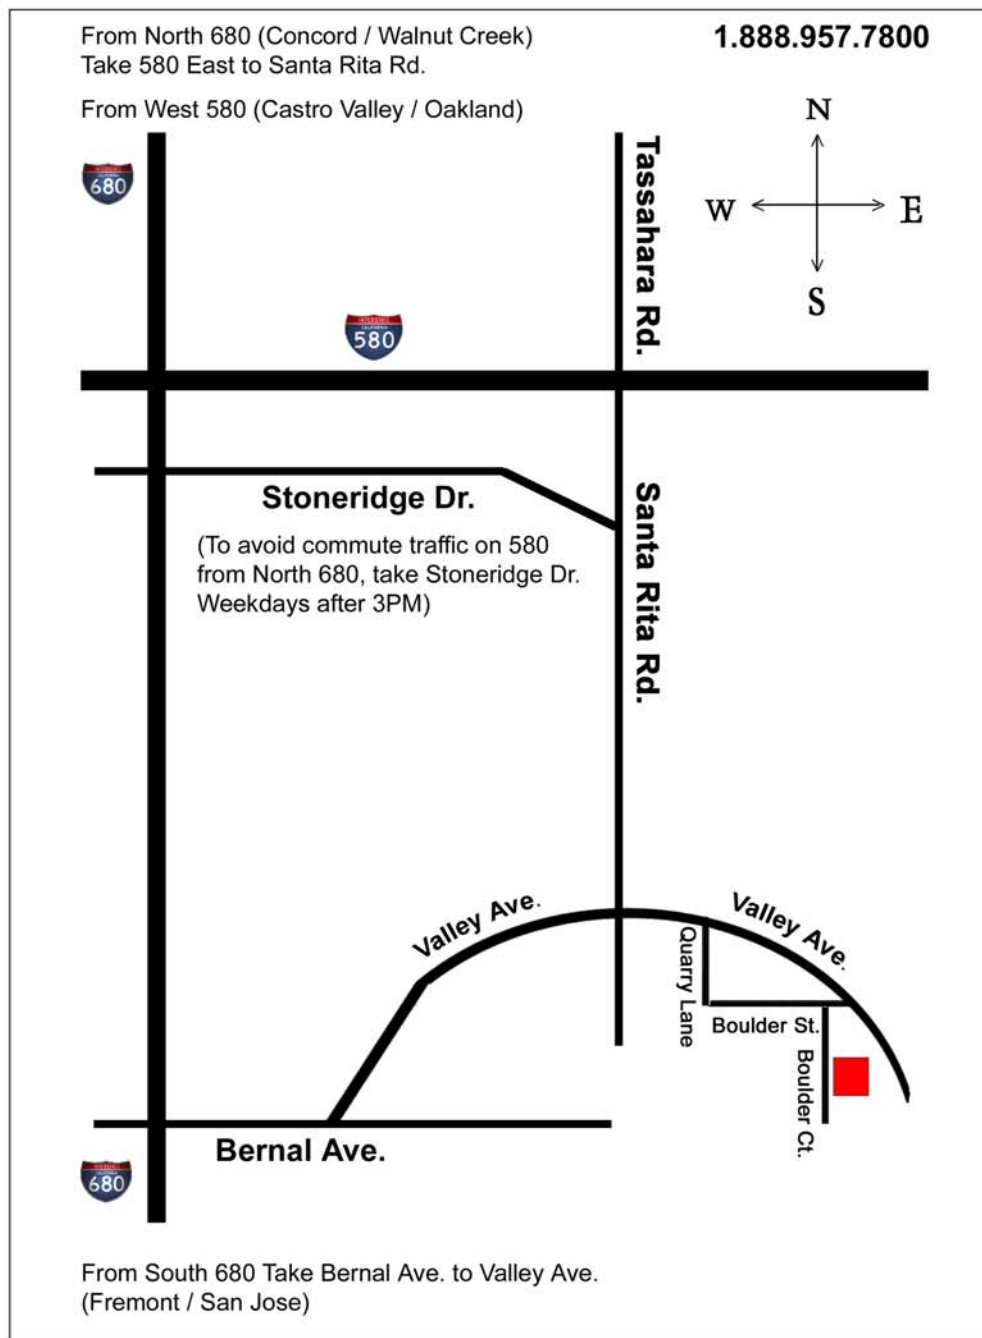 From North 680 (Concord / Walnut Creek)
Take 580 East to Santa Rita Rd.
1.888.957.7800
From West 580 (Castro Valley / Oakland)
N
W
E
S
680
Tassahara Rd.
INTERSTATE
CALIFORNIA
580
Stoneridge Dr.
(To avoid commute traffic on 580
from North 680, take Stoneridge Dr.
Weekdays after 3PM)
Santa Rita Rd.
Valley Ave.
Valley Ave.
Quarry Lane
Boulder St.
Boulder Ct.
Bernal Ave.
680
From South 680 Take Bernal Ave. to Valley Ave.
(Fremont / San Jose)